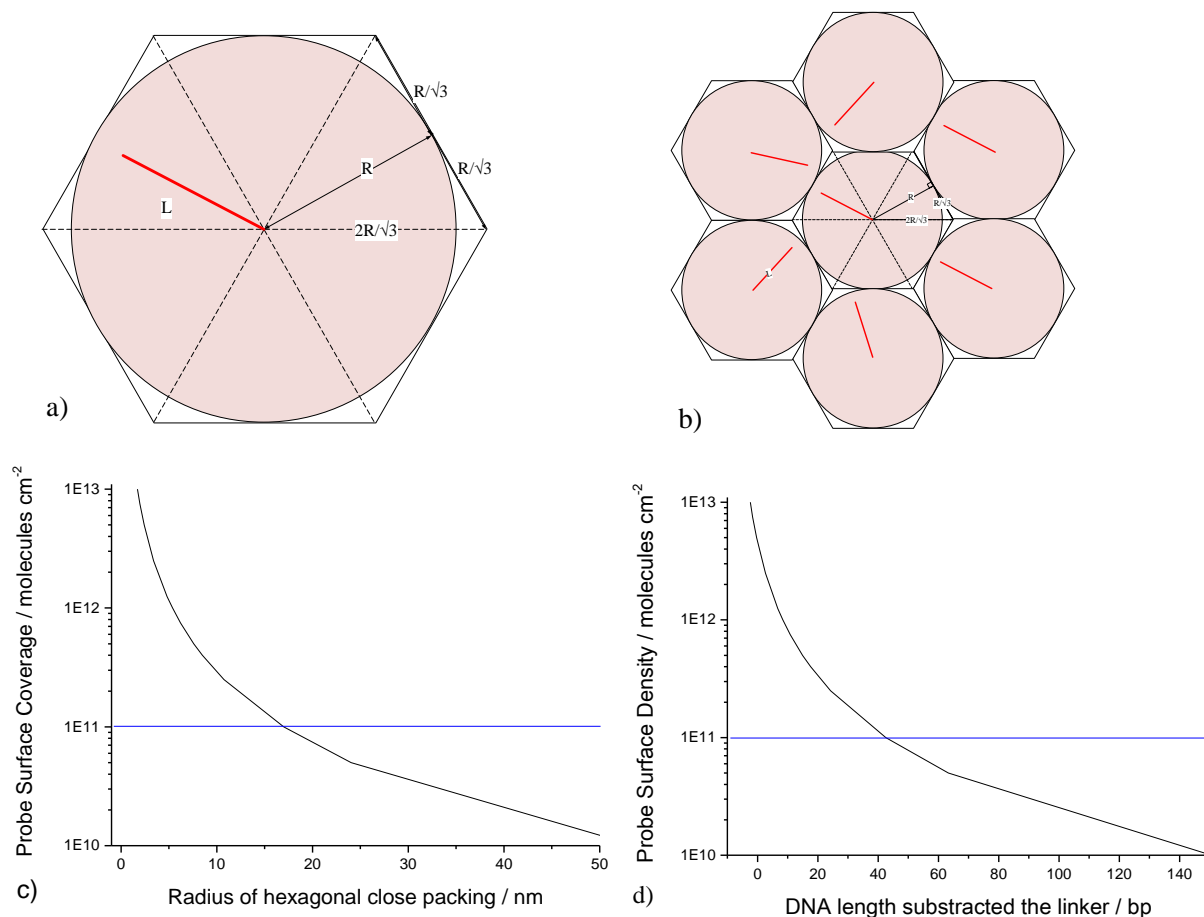 R/√3
R/√3
R
L
2R/√3
a)
R
R/√3
2R/√3
L
b)
Probe Surface Coverage / molecules cm-2
1E13
1E12
1E11
1E10
0 10 20 30 40 50
Radius of hexagonal close packing / nm
c)
Probe Surface Density / molecules cm-2
1E13
1E12
1E11
1E10
0 20 40 60 80 100 120 140
DNA length substracted the linker / bp
d)